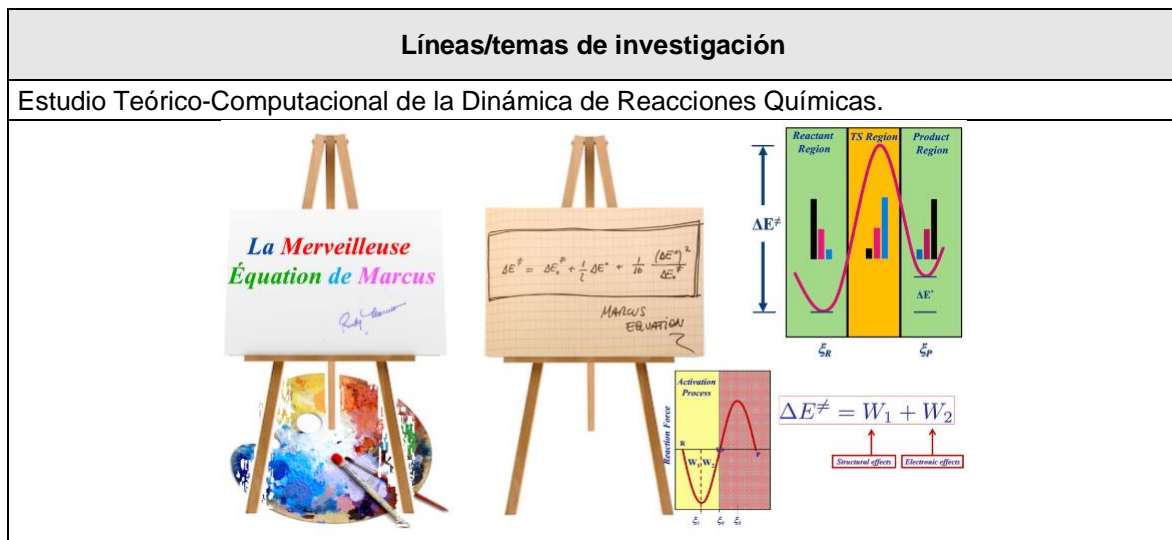 Líneas/temas de investigación
Estudio Teórico-Computacional de la Dinámica de Reacciones Químicas.
La Merveilleuse
Équation de Marcus
ΔE≠ = ΔE₀≠ + 1/2 ΔE° + 1/16 (ΔE°)²/ΔE₀≠
MARCUS
EQUATION
Reactant Region
TS Region
Product Region
ΔE≠
ΔE°
ξR
ξP
Activation
Process
Reaction Force
R
P
W₁
W₂
ΔE≠ = W₁ + W₂
Structural effects
Electronic effects